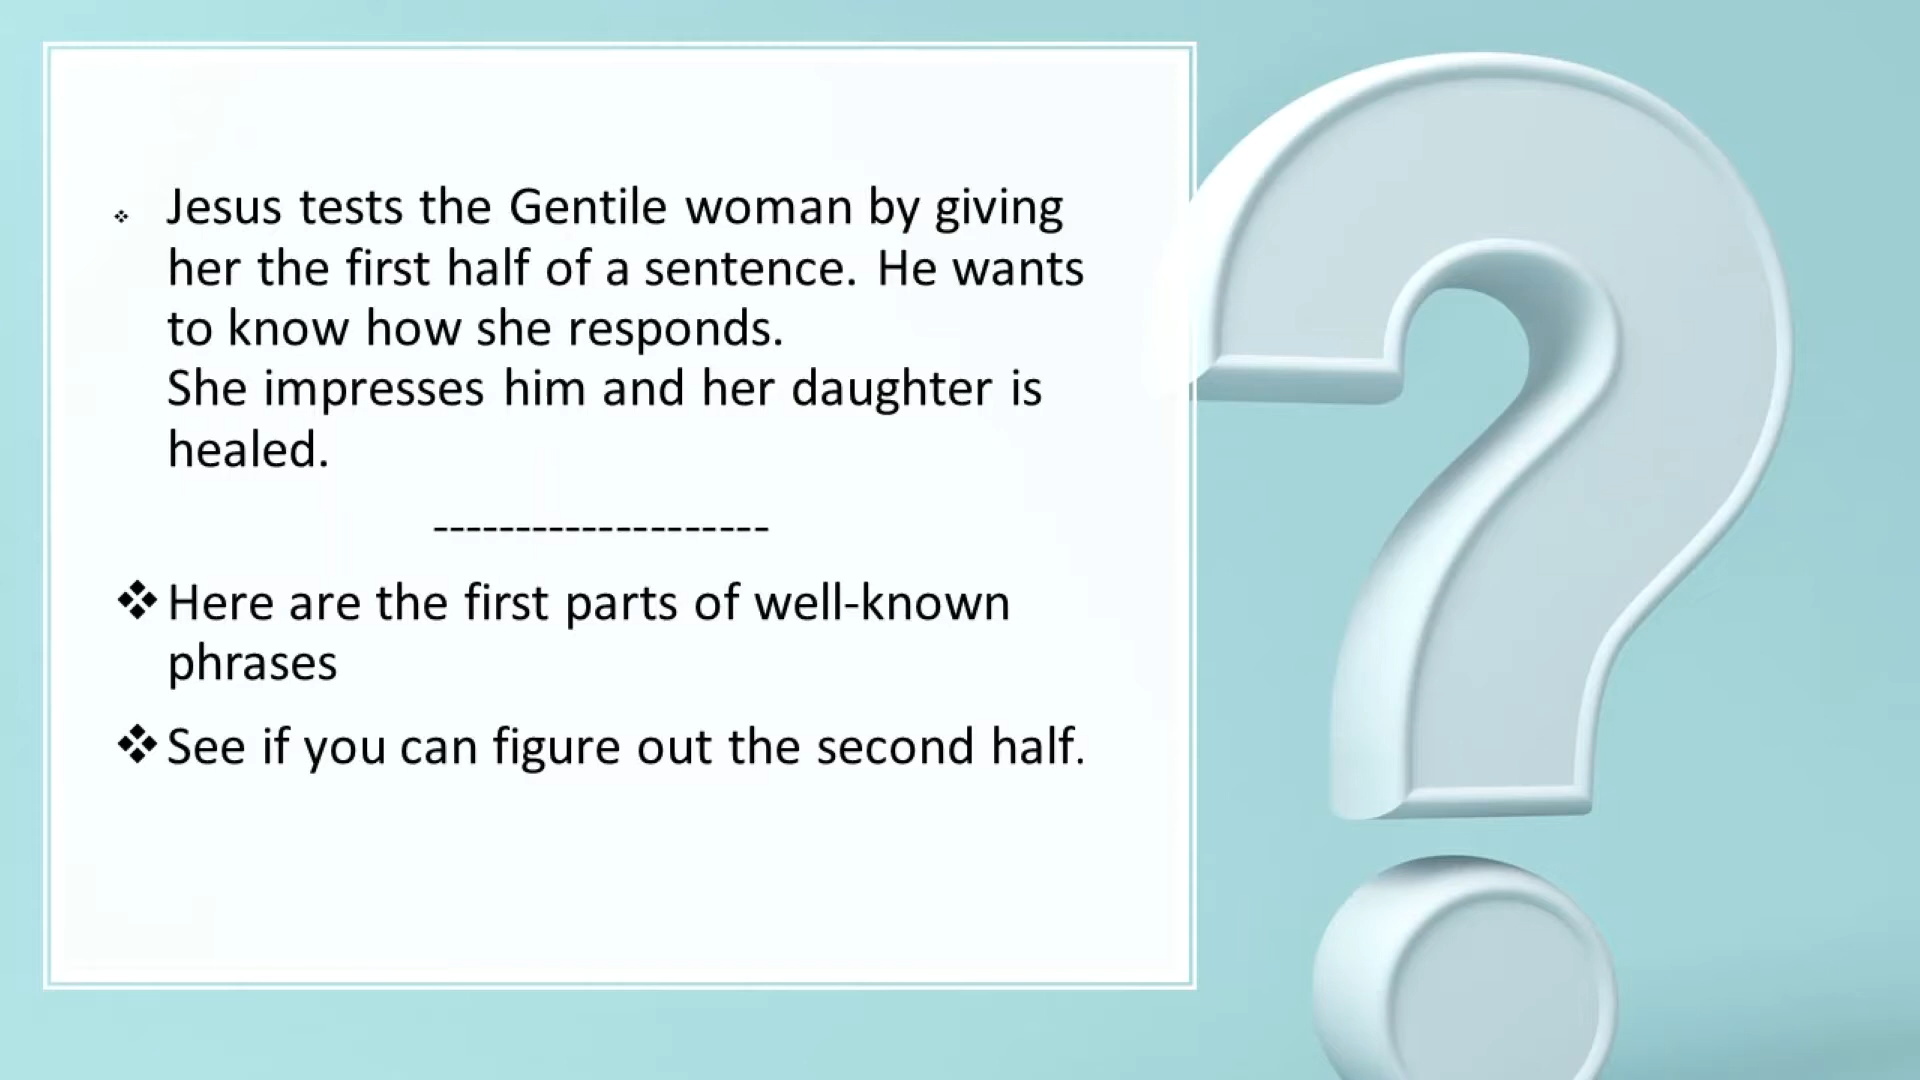 ❖ Jesus tests the Gentile woman by giving
her the first half of a sentence. He wants
to know how she responds.
She impresses him and her daughter is
healed.
--------------------
❖ Here are the first parts of well-known
phrases
❖ See if you can figure out the second half.